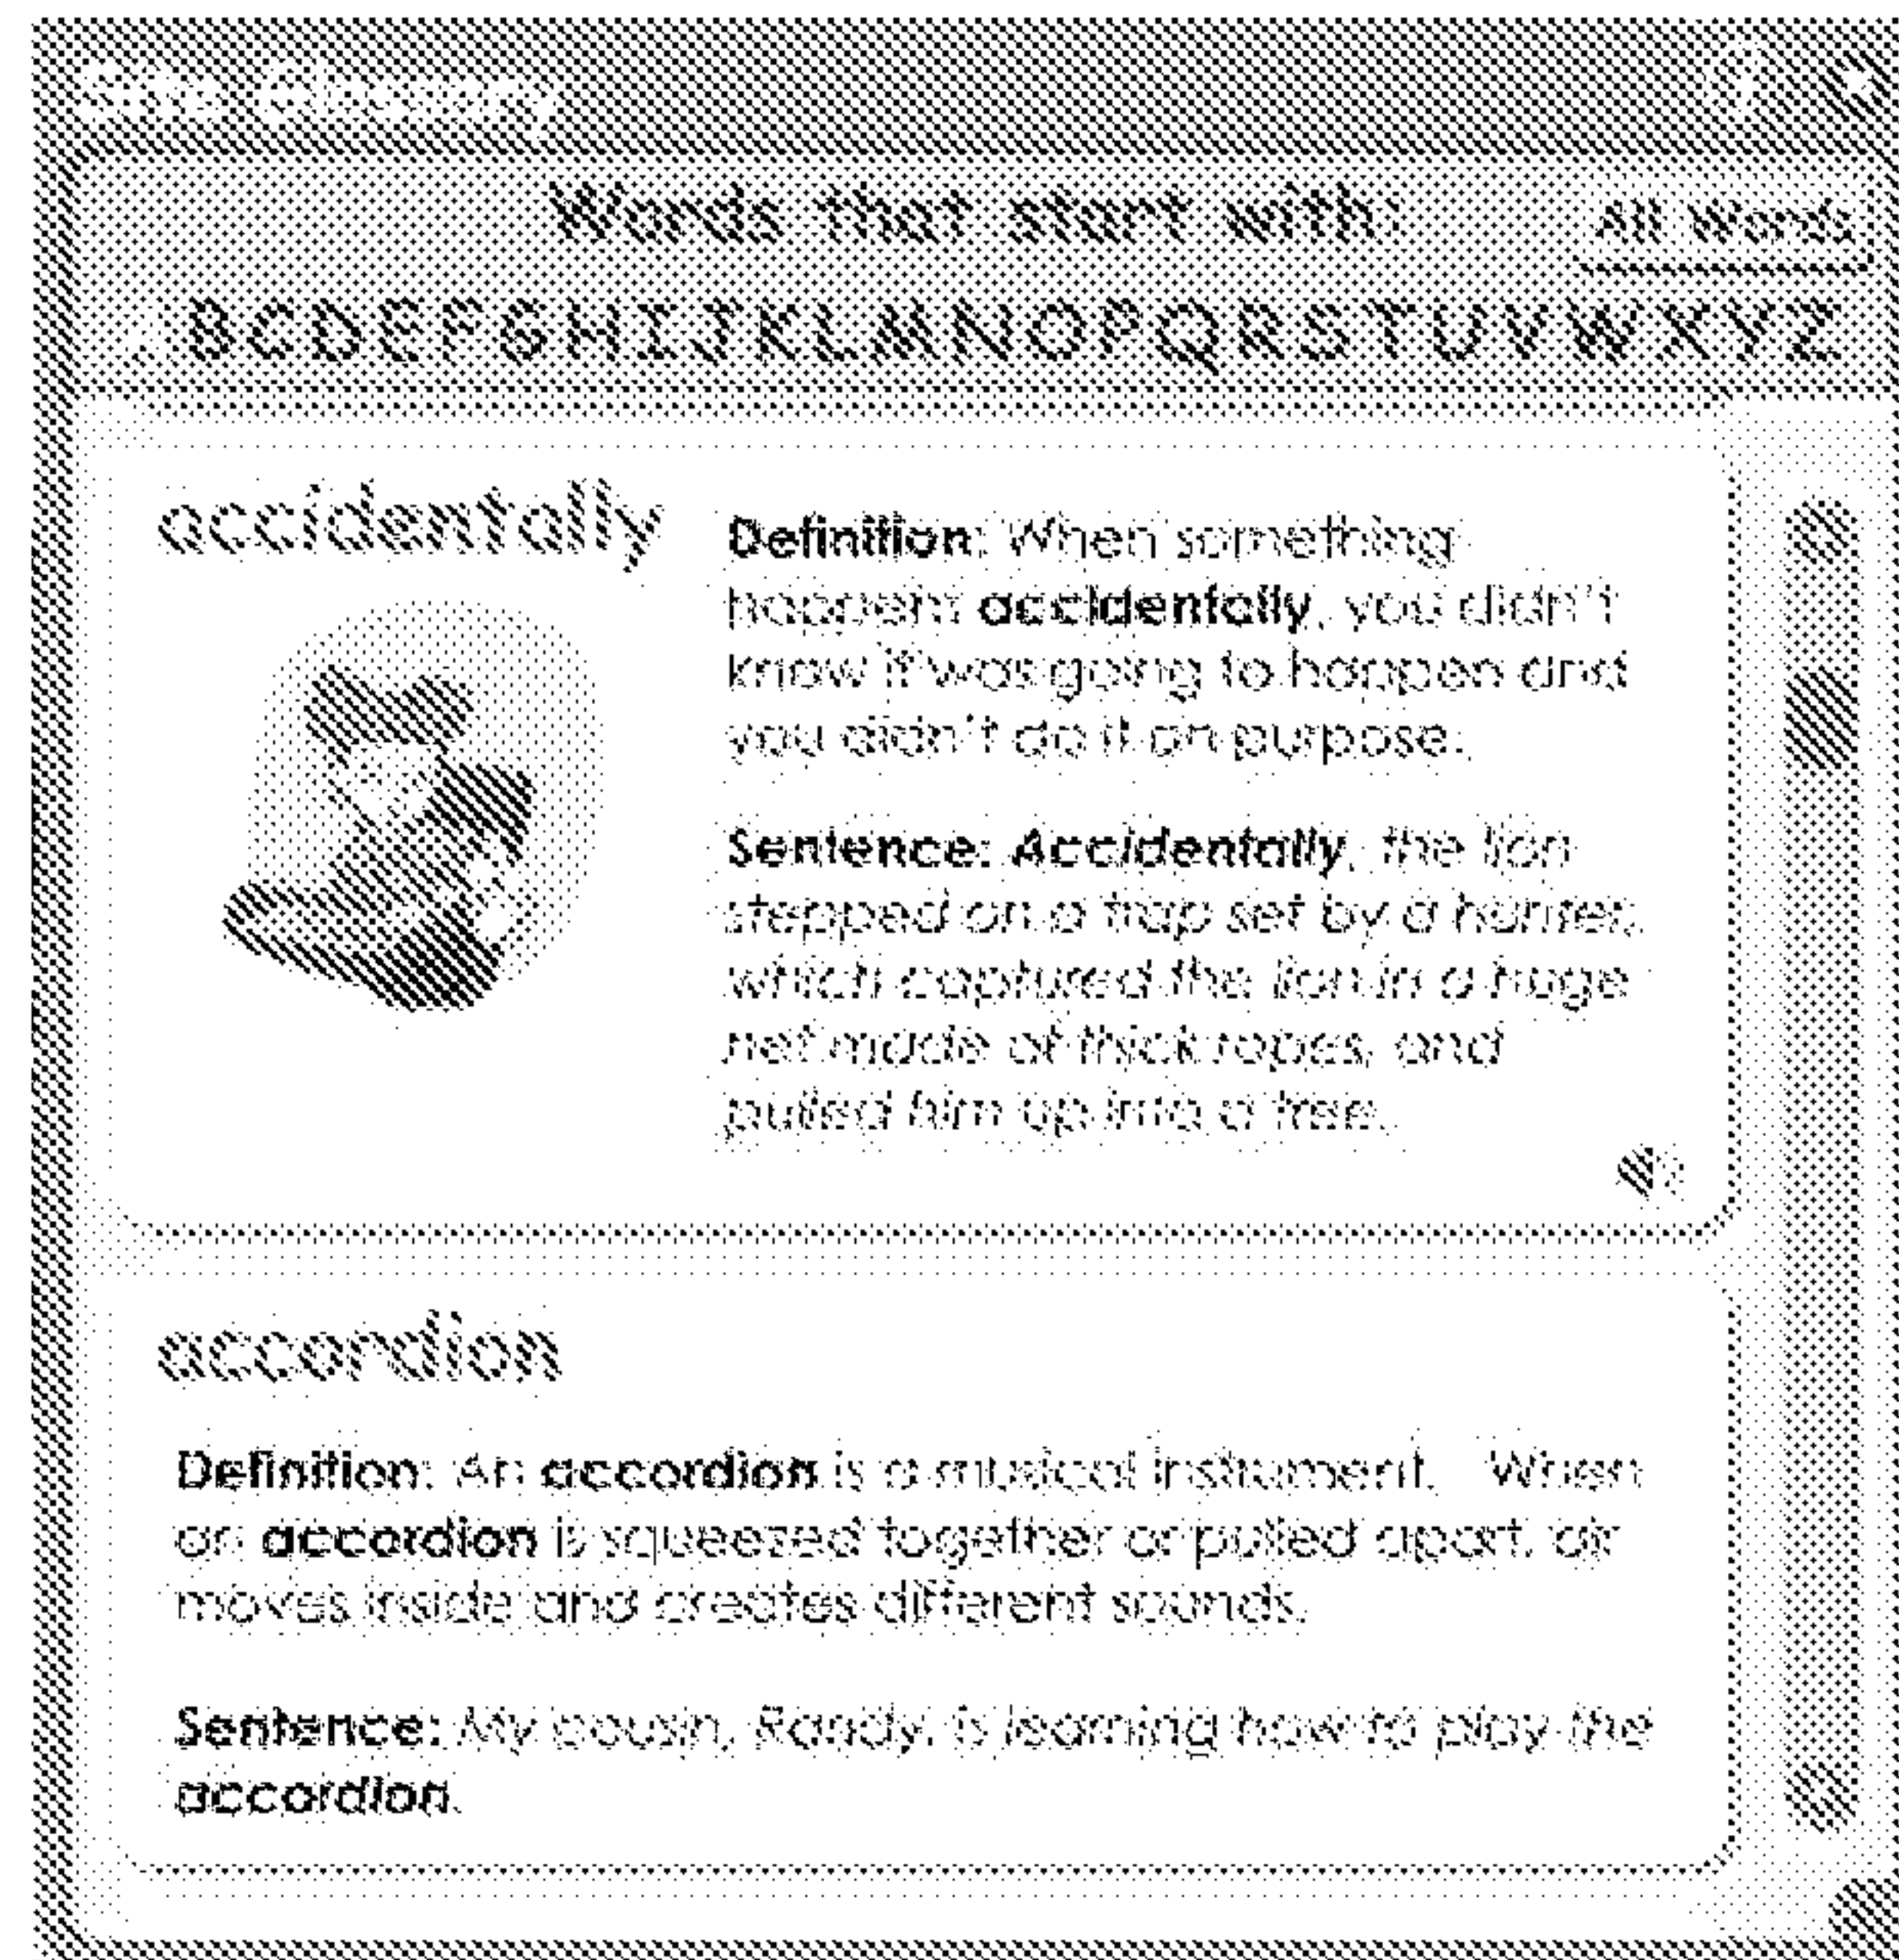 Site Glossary ?
Words that start with: All Words
A B C D E F G H I J K L M N O P Q R S T U V W X Y Z
accidentally
Definition: When something
happens accidentally, you didn't
know it was going to happen and
you didn't do it on purpose.
Sentence: Accidentally, the lion
stepped on a trap set by a hunter,
which captured the lion in a huge
net made of thick ropes, and
pulled him up into a tree.
accordion
Definition: An accordion is a musical instrument. When
an accordion is squeezed together or pulled apart, air
moves inside and creates different sounds.
Sentence: My cousin, Randy, is learning how to play the
accordion.